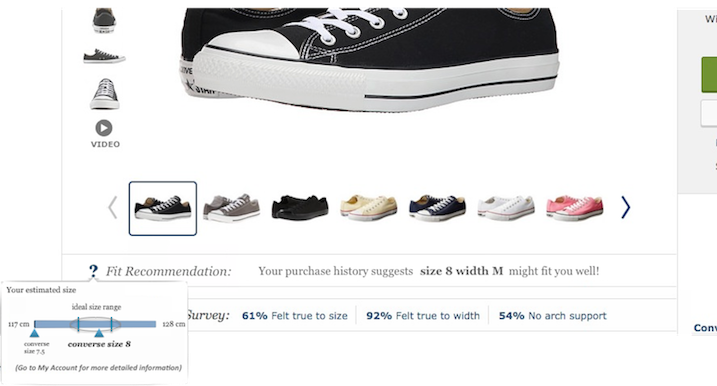 Wi
VIDEO
? Fit Recommendation: Your purchase history suggests size 8 width M might fit you well!
Your estimated size
ideal size range
117 cm 128 cm
converse
size 7.5
converse size 8
(Go to My Account for more detailed information)
Survey: 61% Felt true to size 92% Felt true to width 54% No arch support
Conv